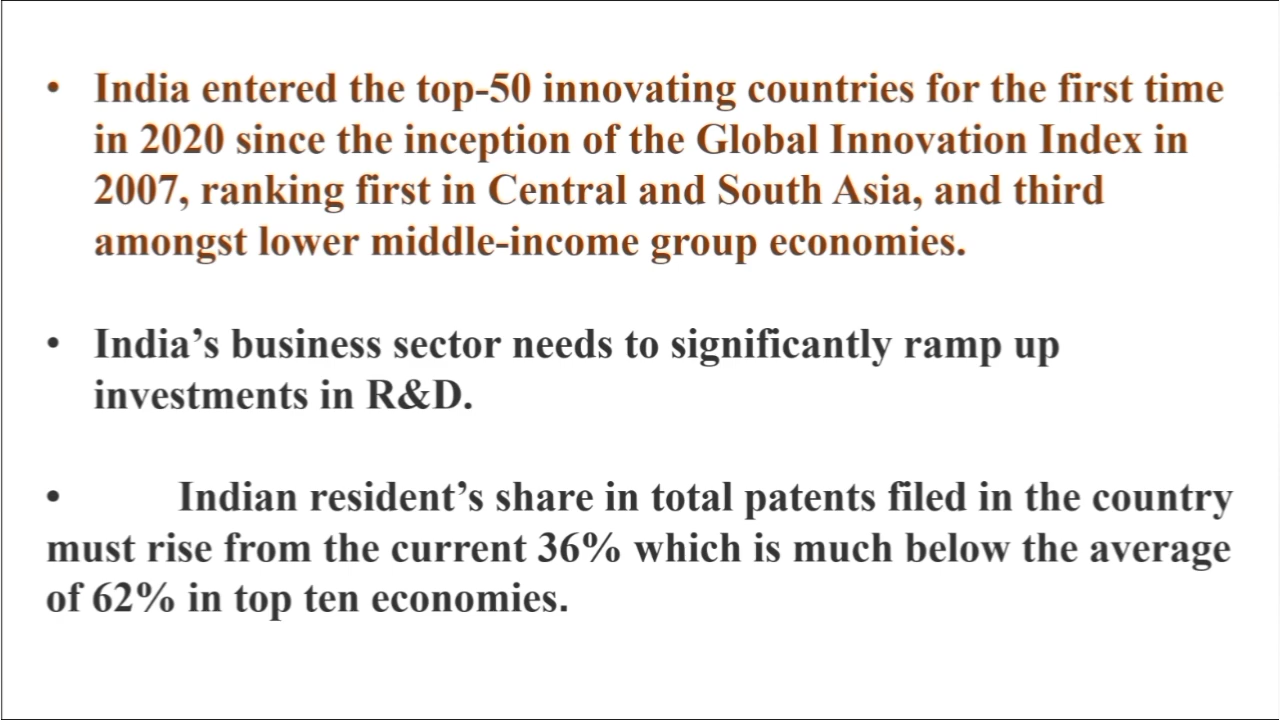 • India entered the top-50 innovating countries for the first time
in 2020 since the inception of the Global Innovation Index in
2007, ranking first in Central and South Asia, and third
amongst lower middle-income group economies.
• India’s business sector needs to significantly ramp up
investments in R&D.
• Indian resident’s share in total patents filed in the country
must rise from the current 36% which is much below the average
of 62% in top ten economies.